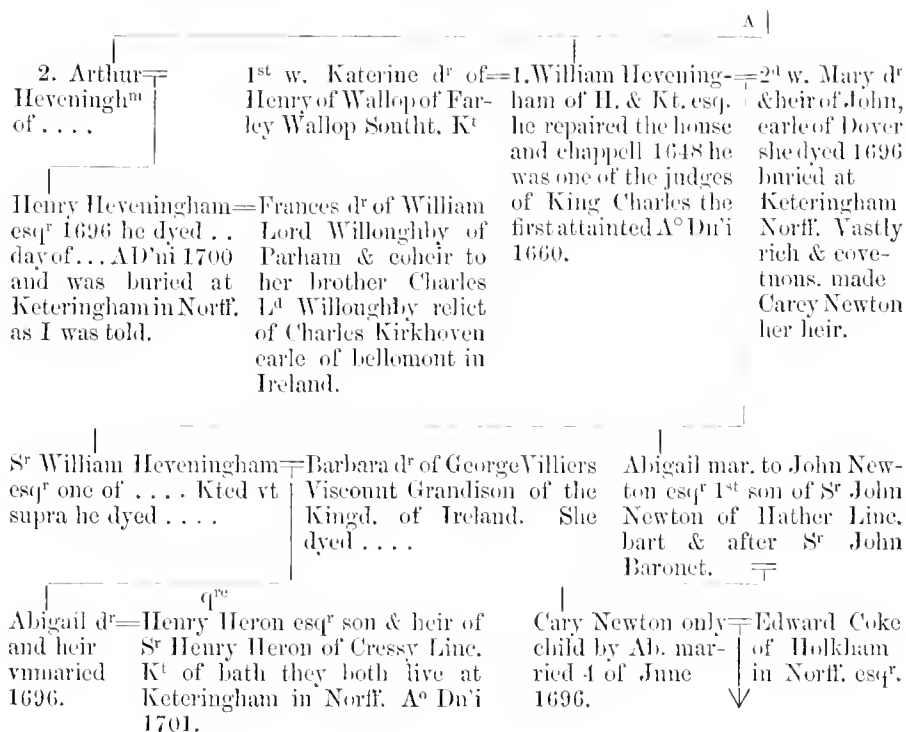 A
2. Arthur
Heveningh^m
of . . . .
1^st w. Katerine d^r of
Henry of Wallop of Far-
ley Wallop Southt. K^t
1. William Hevening-
ham of H. & Kt. esq.
he repaired the house
and chappell 1648 he
was one of the judges
of King Charles the
first attainted A° Dn'i
1660.
2^d w. Mary d^r
& heir of John,
earle of Dover
she dyed 1696
buried at
Keteringham
Norff. Vastly
rich & cove-
tuous. made
Carey Newton
her heir.
Henry Heveningham
esq^r 1696 he dyed . .
day of . . . AD'ni 1700
and was buried at
Keteringham in Norff.
as I was told.
Frances d^r of William
Lord Willoughby of
Parham & coheir to
her brother Charles
L^d Willoughby relict
of Charles Kirkhoven
earle of bellomont in
Ireland.
S^r William Heveningham
esq^r one of . . . . Kted vt
supra he dyed . . . .
Barbara d^r of George Villiers
Viscount Grandison of the
Kingd. of Ireland. She
dyed . . . .
Abigail mar. to John New-
ton esq^r 1^st son of S^r John
Newton of Hather Linc.
bart & after S^r John
Baronet.
q^re
Abigail d^r
and heir
vnmaried
1696.
Henry Heron esq^r son & heir of
S^r Henry Heron of Cressy Linc.
K^t of bath they both live at
Keteringham in Norff. A° Dn'i
1701.
Cary Newton only
child by Ab. mar-
ried 4 of June
1696.
Edward Coke
of Holkham
in Norff. esq^r.